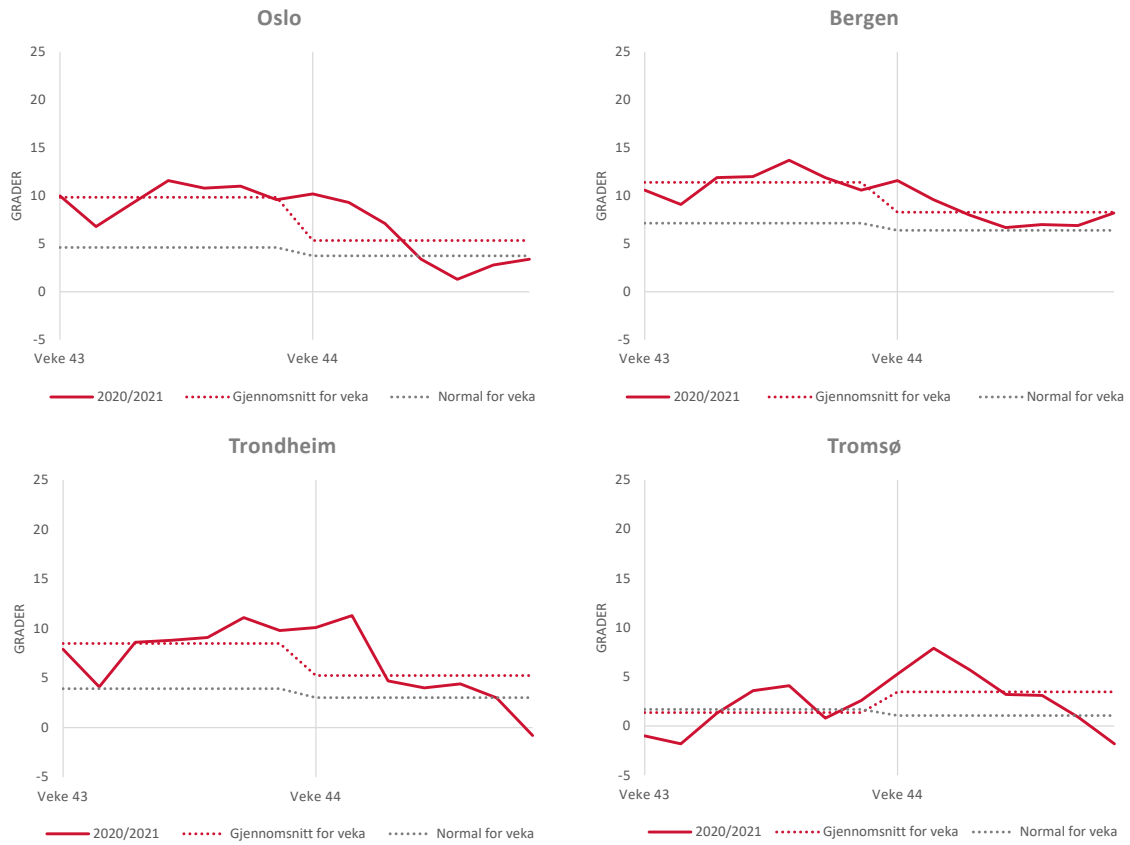 Oslo
25
20
15
10
5
0
-5
GRADER
Veke 43
Veke 44
2020/2021
Gjennomsnitt for veka
Normal for veka
Bergen
25
20
15
10
5
0
-5
GRADER
Veke 43
Veke 44
2020/2021
Gjennomsnitt for veka
Normal for veka
Trondheim
25
20
15
10
5
0
-5
GRADER
Veke 43
Veke 44
2020/2021
Gjennomsnitt for veka
Normal for veka
Tromsø
25
20
15
10
5
0
-5
GRADER
Veke 43
Veke 44
2020/2021
Gjennomsnitt for veka
Normal for veka